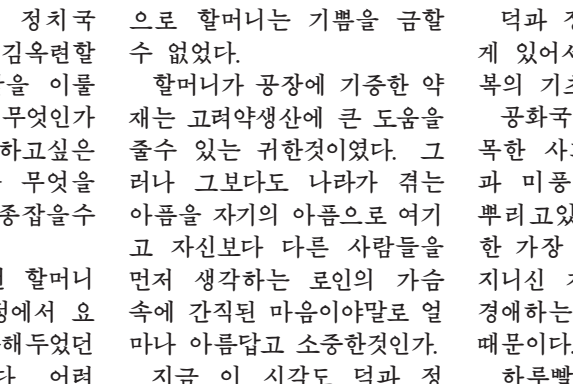 정치국
김옥련할
을 이룰
무엇인가
하고싶은
무엇을
종잡을수
할머니
정에서 요
해두었던
어려
으로 할머니는 기쁨을 금할
수 없었다.
할머니가 공장에 기증한 약
재는 고려약생산에 큰 도움을
줄수 있는 귀한것이였다. 그
러나 그보다도 나라가 겪는
아픔을 자기의 아픔으로 여기
고 자신보다 다른 사람들을
먼저 생각하는 로인의 가슴
속에 간직된 마음이야말로 얼
마나 아름답고 소중한것인가.
지금 이 시각도 덕과 정
덕과 정
게 있어서
복의 기초
공화국
목한 사회
과 미풍
뿌리고있
한 가장
지니신
경애하는
때문이다.
하루빨